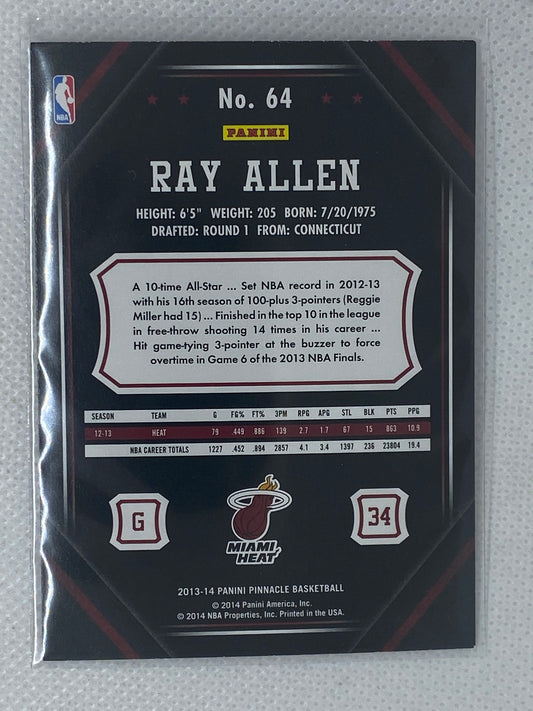 NBA
No. 64
PANINI
RAY ALLEN
HEIGHT: 6'5" WEIGHT: 205 BORN: 7/20/1975
DRAFTED: ROUND 1 FROM: CONNECTICUT
A 10-time All-Star ... Set NBA record in 2012-13
with his 16th season of 100-plus 3-pointers (Reggie
Miller had 15) ... Finished in the top 10 in the league
in free-throw shooting 14 times in his career ...
Hit game-tying 3-pointer at the buzzer to force
overtime in Game 6 of the 2013 NBA Finals.
SEASON TEAM G FG% FT% 3PM RPG APG STL BLK PTS PPG
12-13 HEAT 79 .449 .886 139 2.7 1.7 67 15 863 10.9
NBA CAREER TOTALS 1227 .452 .894 2857 4.1 3.4 1397 236 23804 19.4
G
MIAMI
HEAT
34
2013-14 PANINI PINNACLE BASKETBALL
© 2014 Panini America, Inc.
© 2014 NBA Properties, Inc. Printed in the USA.